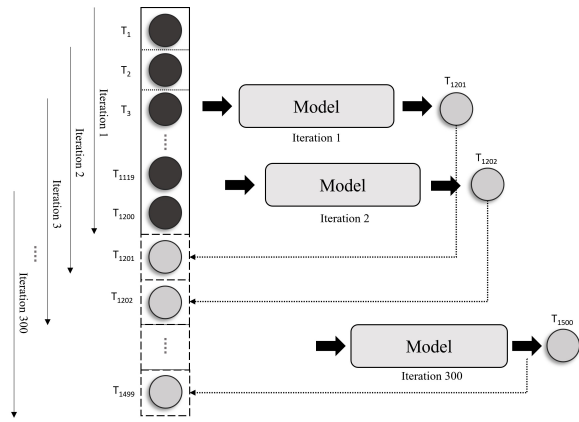 T1
T2
T3
T1119
T1200
T1201
T1202
T1499
Iteration 1
Iteration 2
Iteration 3
Iteration 300
Model
Iteration 1
T1201
Model
Iteration 2
T1202
Model
Iteration 300
T1500